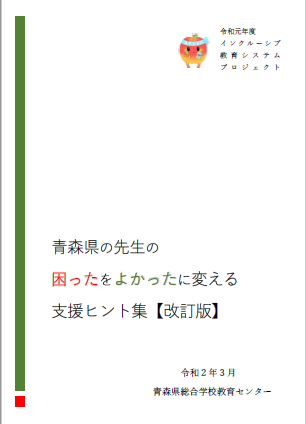 令和元年度
インクルーシブ
教育システム
プロジェクト
青森県の先生の
困ったをよかったに変える
支援ヒント集【改訂版】
令和２年３月
青森県総合学校教育センター